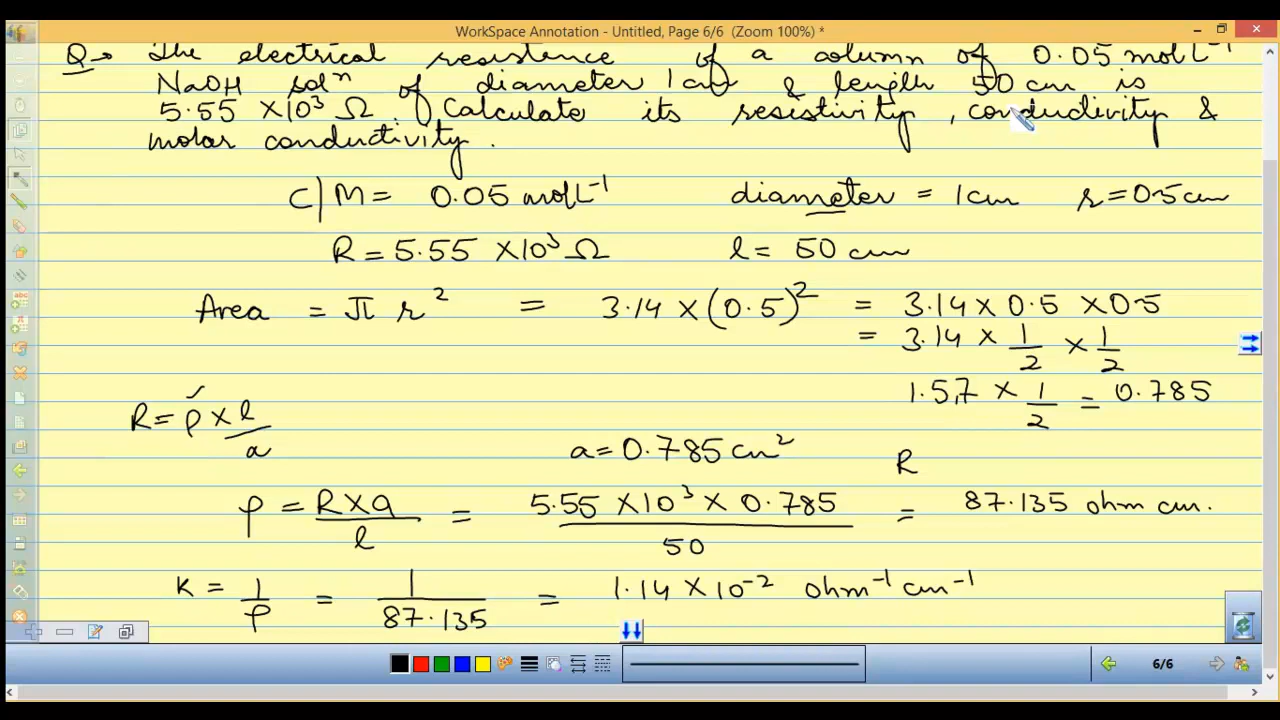 WorkSpace Annotation - Untitled, Page 6/6 (Zoom 100%) *
Q→ The electrical resistence of a column of 0.05 mol L⁻¹
NaOH solⁿ of diameter 1 cm & length 50 cm is
5.55 ×10³ Ω. Calculate its resistivity, conductivity &
molar conductivity.
C|M = 0.05 mol L⁻¹ diameter = 1cm r = 0.5 cm
R = 5.55 ×10³ Ω l = 50 cm
Area = π r² = 3.14 × (0.5)² = 3.14 × 0.5 × 0.5
= 3.14 × 1/2 × 1/2
1.57 × 1/2 = 0.785
R = ρ × l/a
a = 0.785 cm²
R
ρ = R × a / l = 5.55 × 10³ × 0.785 / 50 = 87.135 ohm cm.
K = 1/ρ = 1/87.135 = 1.14 × 10⁻² ohm⁻¹ cm⁻¹
6/6